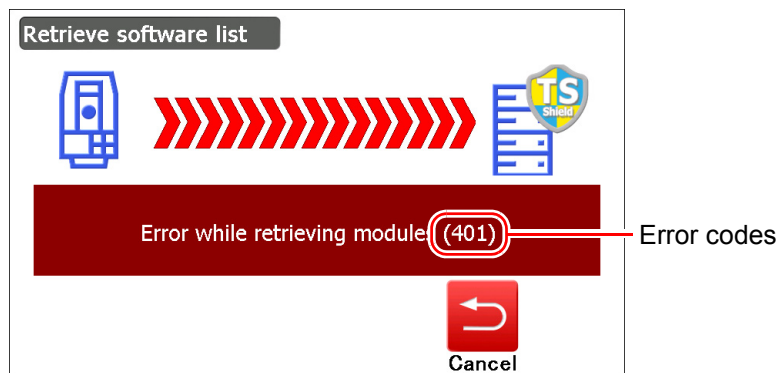 Retrieve software list
TS
Shield
Error while retrieving modules (401)
Error codes
Cancel